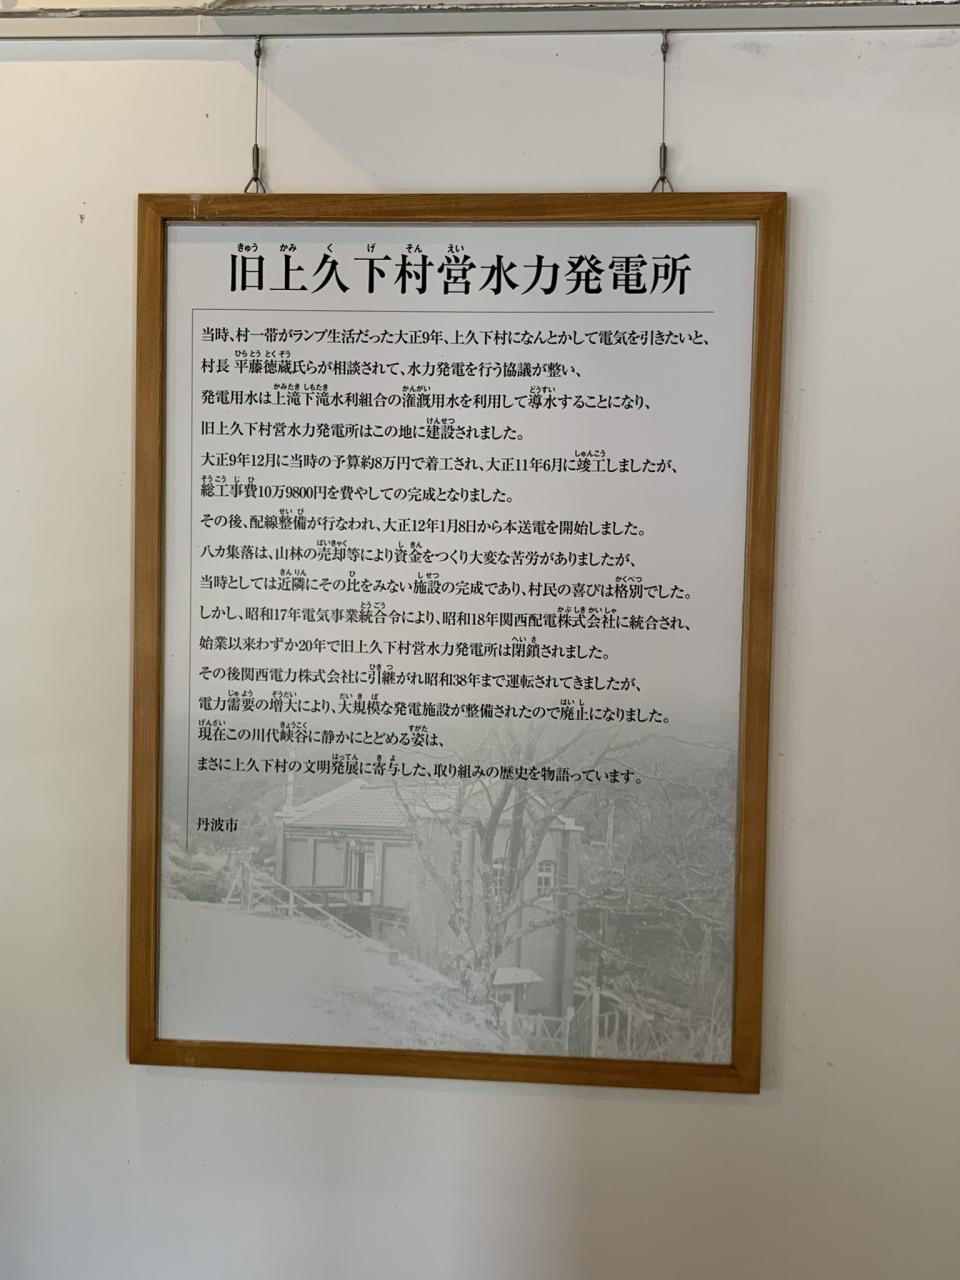 旧上久下村営水力発電所
当時、村一帯がランプ生活だった大正9年、上久下村になんとかして電気を引きたいと、
村長 平藤徳蔵氏らが相談されて、水力発電を行う協議が整い、
発電用水は上滝下滝水利組合の潅漑用水を利用して導水することになり、
旧上久下村営水力発電所はこの地に建設されました。
大正9年12月に当時の予算約8万円で着工され、大正11年6月に竣工しましたが、
総工事費10万9800円を費やしての完成となりました。
その後、配線整備が行なわれ、大正12年1月8日から本送電を開始しました。
八カ集落は、山林の売却等により資金をつくり大変な苦労がありましたが、
当時としては近隣にその比をみない施設の完成であり、村民の喜びは格別でした。
しかし、昭和17年電気事業統合令により、昭和18年関西配電株式会社に統合され、
始業以来わずか20年で旧上久下村営水力発電所は閉鎖されました。
その後関西電力株式会社に引継がれ昭和38年まで運転されてきましたが、
電力需要の増大により、大規模な発電施設が整備されたので廃止になりました。
現在この川代峡谷に静かにとどめる姿は、
まさに上久下村の文明発展に寄与した、取り組みの歴史を物語っています。
丹波市